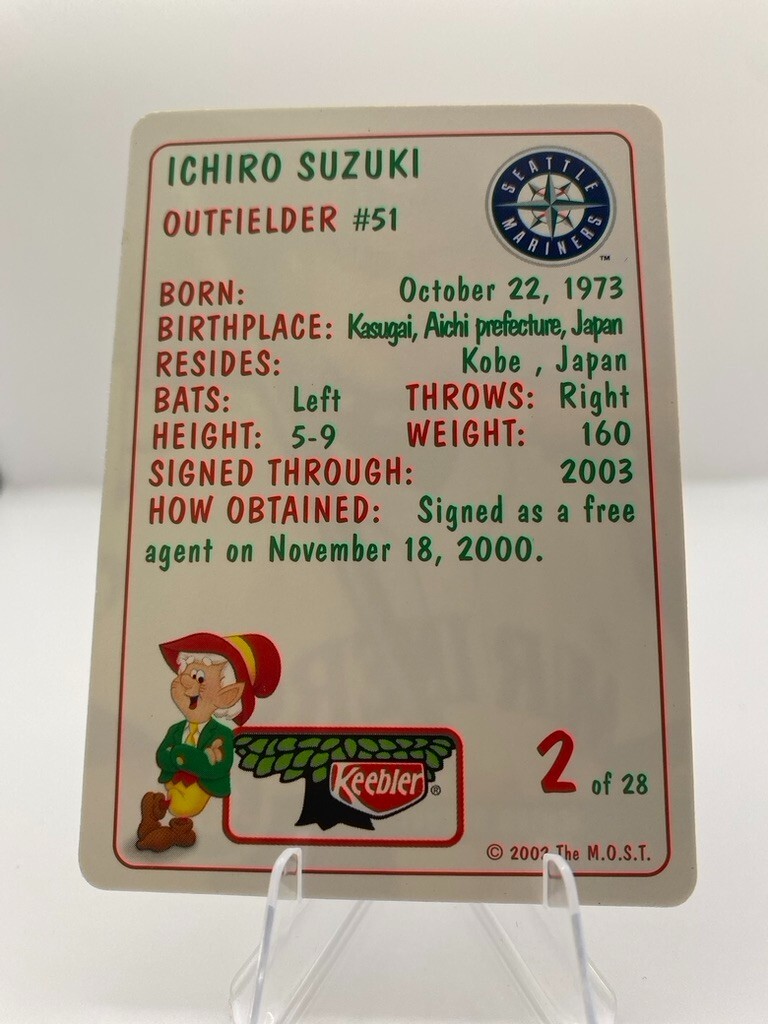 ICHIRO SUZUKI
OUTFIELDER #51
SEATTLE MARINERS
TM
BORN: October 22, 1973
BIRTHPLACE: Kasugai, Aichi prefecture, Japan
RESIDES: Kobe , Japan
BATS: Left THROWS: Right
HEIGHT: 5-9 WEIGHT: 160
SIGNED THROUGH: 2003
HOW OBTAINED: Signed as a free
agent on November 18, 2000.
Keebler®
2 of 28
© 2002 The M.O.S.T.